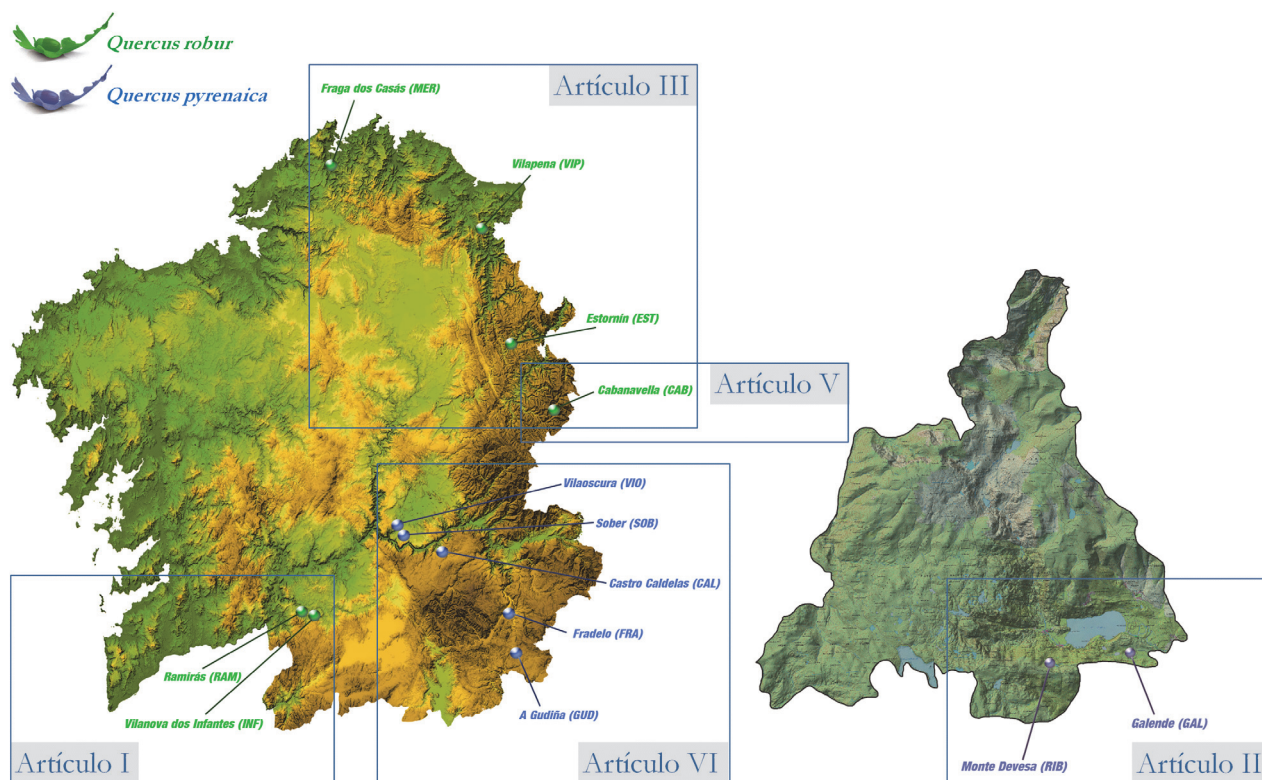 Quercus robur
Quercus pyrenaica
Artículo III
Fraga dos Casás (MER)
Vilapena (VIP)
Estornín (EST)
Artículo V
Cabanavella (CAB)
Vilaoscura (VIO)
Sober (SOB)
Castro Caldelas (CAL)
Fradelo (FRA)
Ramirás (RAM)
A Gudiña (GUD)
Vilanova dos Infantes (INF)
Artículo I
Artículo VI
Galende (GAL)
Monte Devesa (RIB)
Artículo II